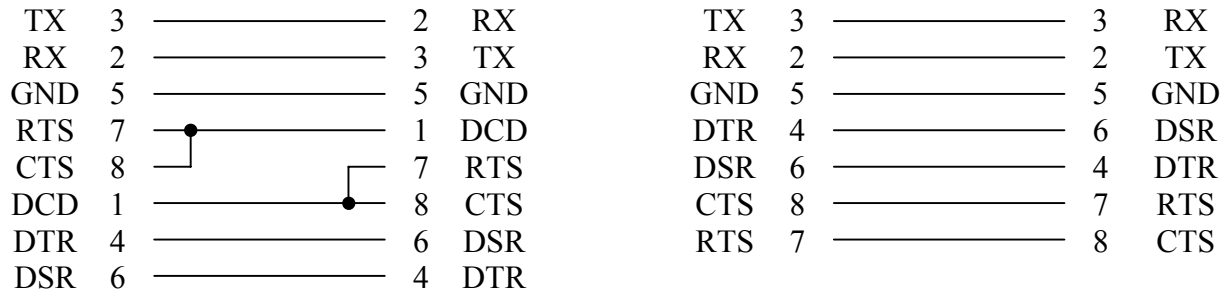 TX 3 2 RX TX 3 3 RX
RX 2 3 TX RX 2 2 TX
GND 5 5 GND GND 5 5 GND
RTS 7 1 DCD DTR 4 6 DSR
CTS 8 7 RTS DSR 6 4 DTR
DCD 1 8 CTS CTS 8 7 RTS
DTR 4 6 DSR RTS 7 8 CTS
DSR 6 4 DTR